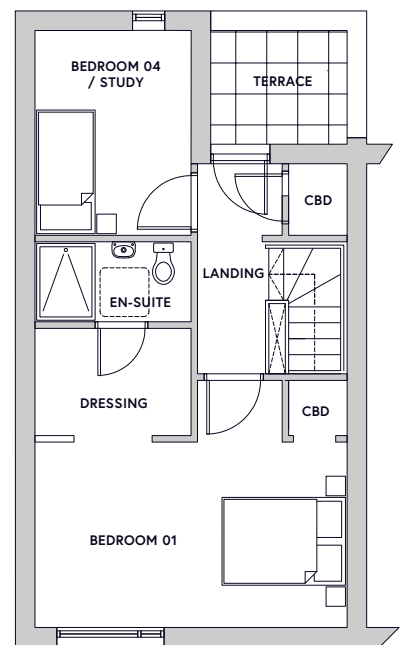 BEDROOM 04
/ STUDY
TERRACE
CBD
LANDING
EN-SUITE
DRESSING
CBD
BEDROOM 01